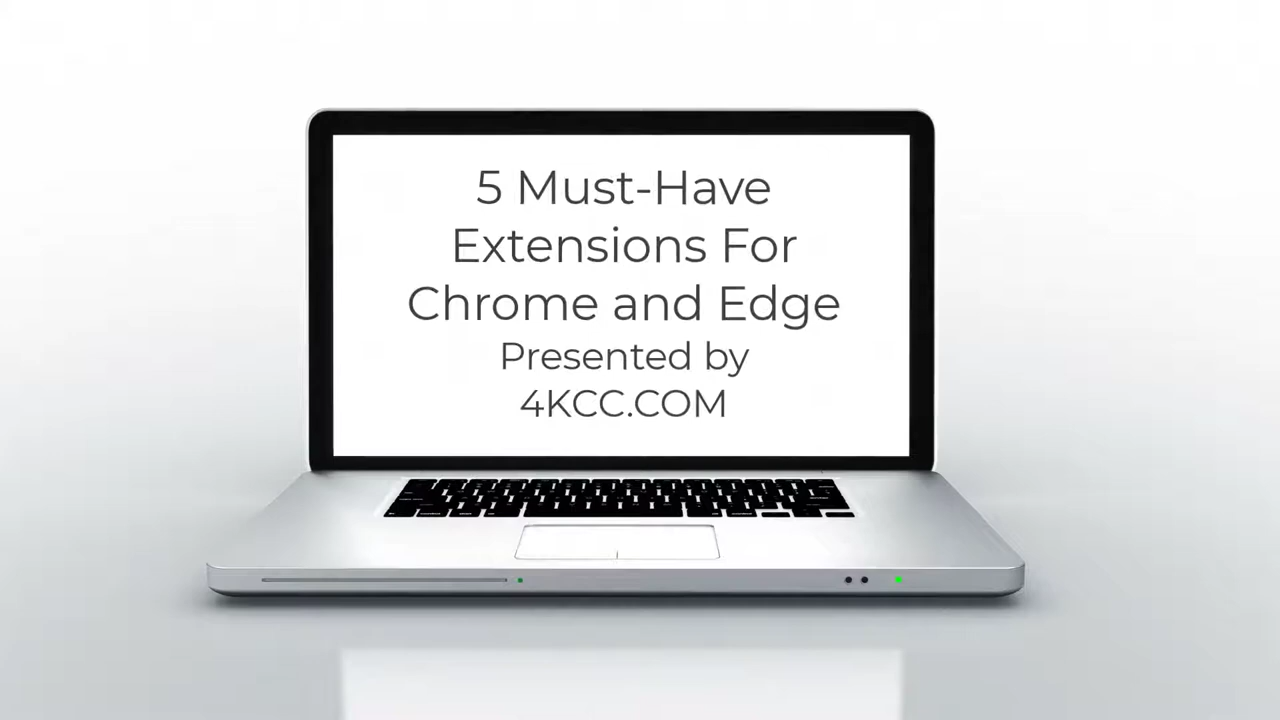 5 Must-Have
Extensions For
Chrome and Edge
Presented by
4KCC.COM